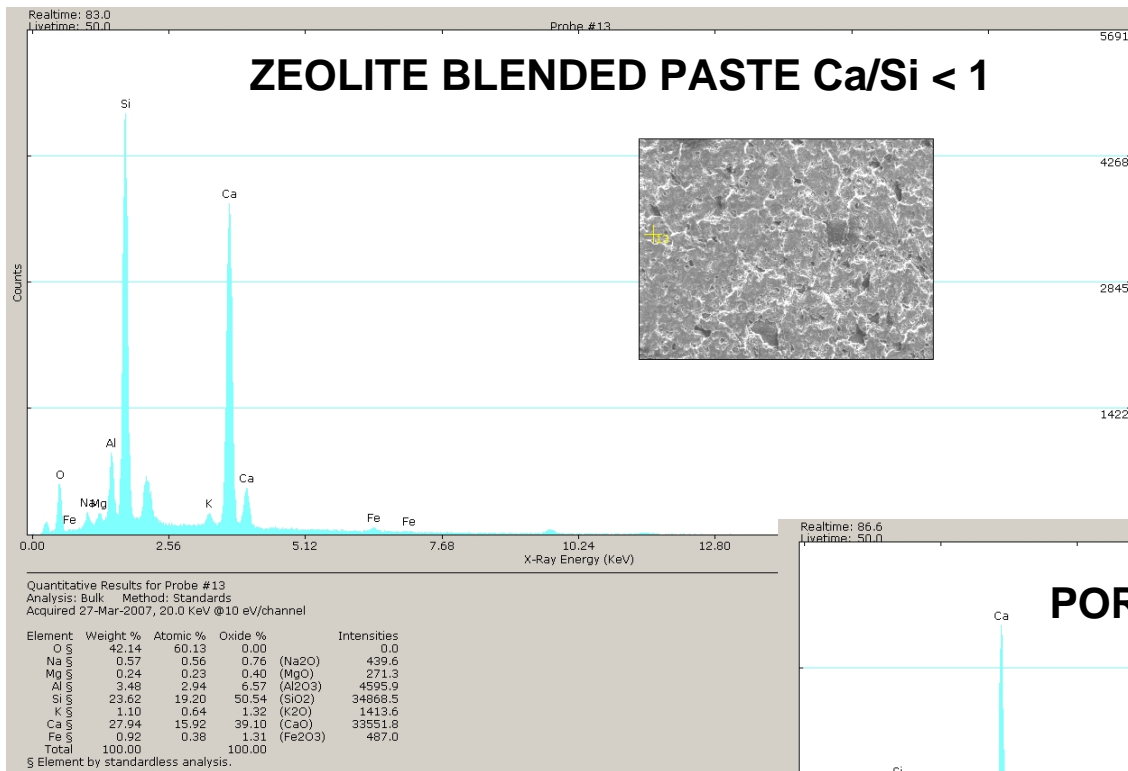 Realtime: 83.0
Livetime: 50.0
Probe #13
5691
ZEOLITE BLENDED PASTE Ca/Si < 1
Si
4268
Ca
13
Counts
2845
1422
Al
O
Ca
Na Mg
K
Fe
Fe
Fe
0.00 2.56 5.12 7.68 10.24 12.80
X-Ray Energy (KeV)
Quantitative Results for Probe #13
Analysis: Bulk Method: Standards
Acquired 27-Mar-2007, 20.0 KeV @10 eV/channel
Element Weight % Atomic % Oxide % Intensities
O § 42.14 60.13 0.00 0.0
Na § 0.57 0.56 0.76 (Na2O) 439.6
Mg § 0.24 0.23 0.40 (MgO) 271.3
Al § 3.48 2.94 6.57 (Al2O3) 4595.9
Si § 23.62 19.20 50.54 (SiO2) 34868.5
K § 1.10 0.64 1.32 (K2O) 1413.6
Ca § 27.94 15.92 39.10 (CaO) 33551.8
Fe § 0.92 0.38 1.31 (Fe2O3) 487.0
Total 100.00 100.00
§ Element by standardless analysis.
Realtime: 86.6
Livetime: 50.0
POR
Ca
Si